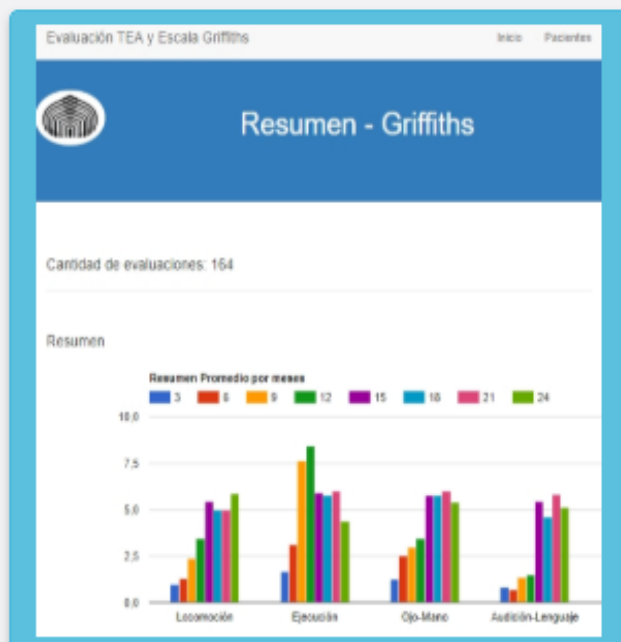 Evaluación TEA y Escala Griffiths
Inicio Pacientes
Resumen - Griffiths
Cantidad de evaluaciones: 164
Resumen
Resumen Promedio por meses
3 6 9 12 15 18 21 24
10,0
7,5
5,0
2,5
0,0
Locomoción Ejecución Ojo-Mano Audición-Lenguaje